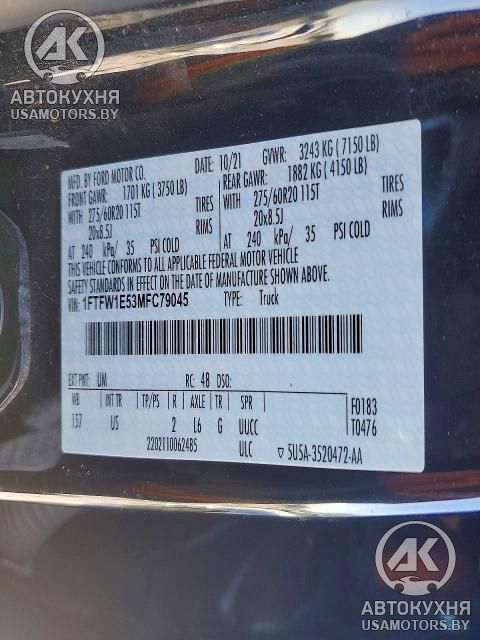 АК
АВТОКУХНЯ
USAMOTORS.BY
MFD. BY FORD MOTOR CO.
DATE: 10/21 GVWR: 3243 KG ( 7150 LB)
FRONT GAWR: 1701 KG ( 3750 LB) REAR GAWR: 1882 KG ( 4150 LB)
WITH 275/60R20 115T TIRES WITH 275/60R20 115T TIRES
20x8.5J RIMS 20x8.5J RIMS
AT 240 kPa/ 35 PSI COLD AT 240 kPa/ 35 PSI COLD
THIS VEHICLE CONFORMS TO ALL APPLICABLE FEDERAL MOTOR VEHICLE
SAFETY STANDARDS IN EFFECT ON THE DATE OF MANUFACTURE SHOWN ABOVE.
VIN: 1FTFW1E53MFC79045 TYPE: Truck
EXT PNT: UM RC: 48 DSO:
WB INT TR TP/PS R AXLE TR SPR
157 US 2 L6 G UUCC
F0183
T0476
2202110062485 ULC ▽ 5U5A-3520472-AA
АК
АВТОКУХНЯ
USAMOTORS.BY